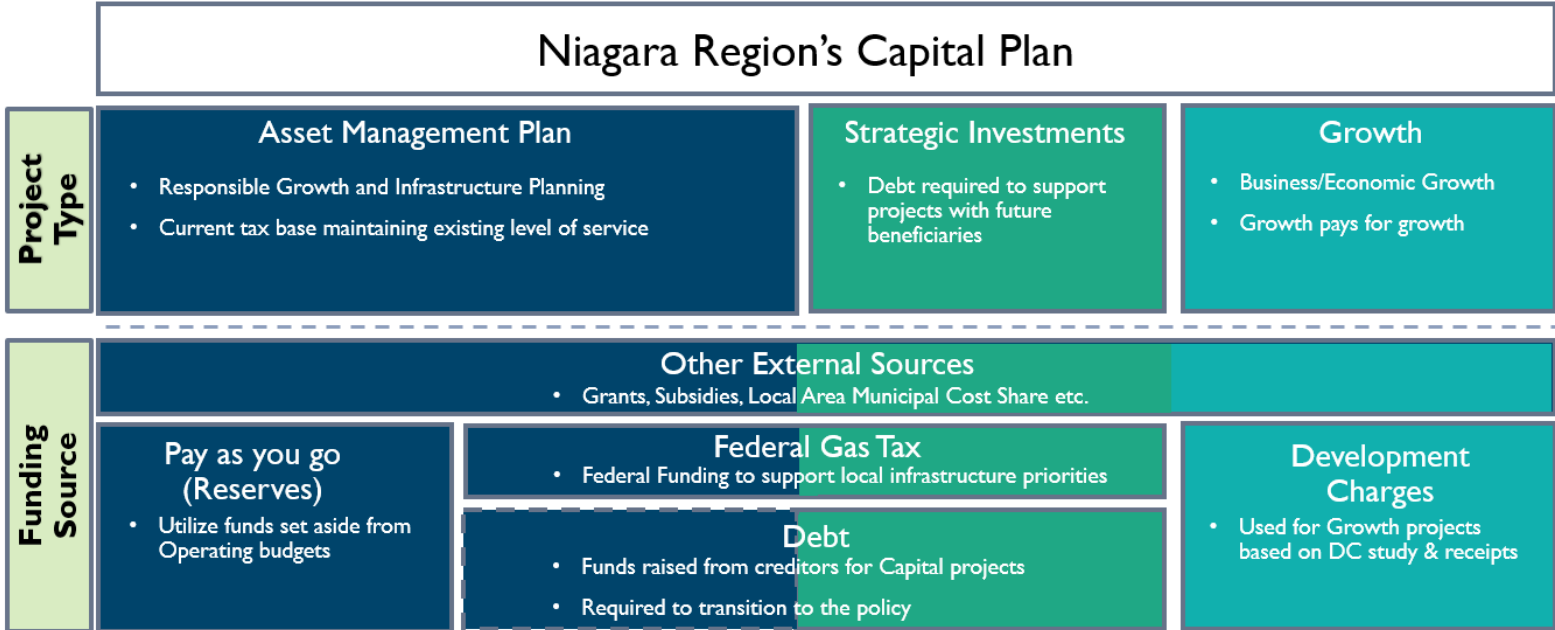 Niagara Region's Capital Plan
Project
Type
Asset Management Plan
• Responsible Growth and Infrastructure Planning
• Current tax base maintaining existing level of service
Strategic Investments
• Debt required to support
projects with future
beneficiaries
Growth
• Business/Economic Growth
• Growth pays for growth
Funding
Source
Other External Sources
• Grants, Subsidies, Local Area Municipal Cost Share etc.
Pay as you go
(Reserves)
• Utilize funds set aside from
Operating budgets
Federal Gas Tax
• Federal Funding to support local infrastructure priorities
Debt
• Funds raised from creditors for Capital projects
• Required to transition to the policy
Development
Charges
• Used for Growth projects
based on DC study & receipts